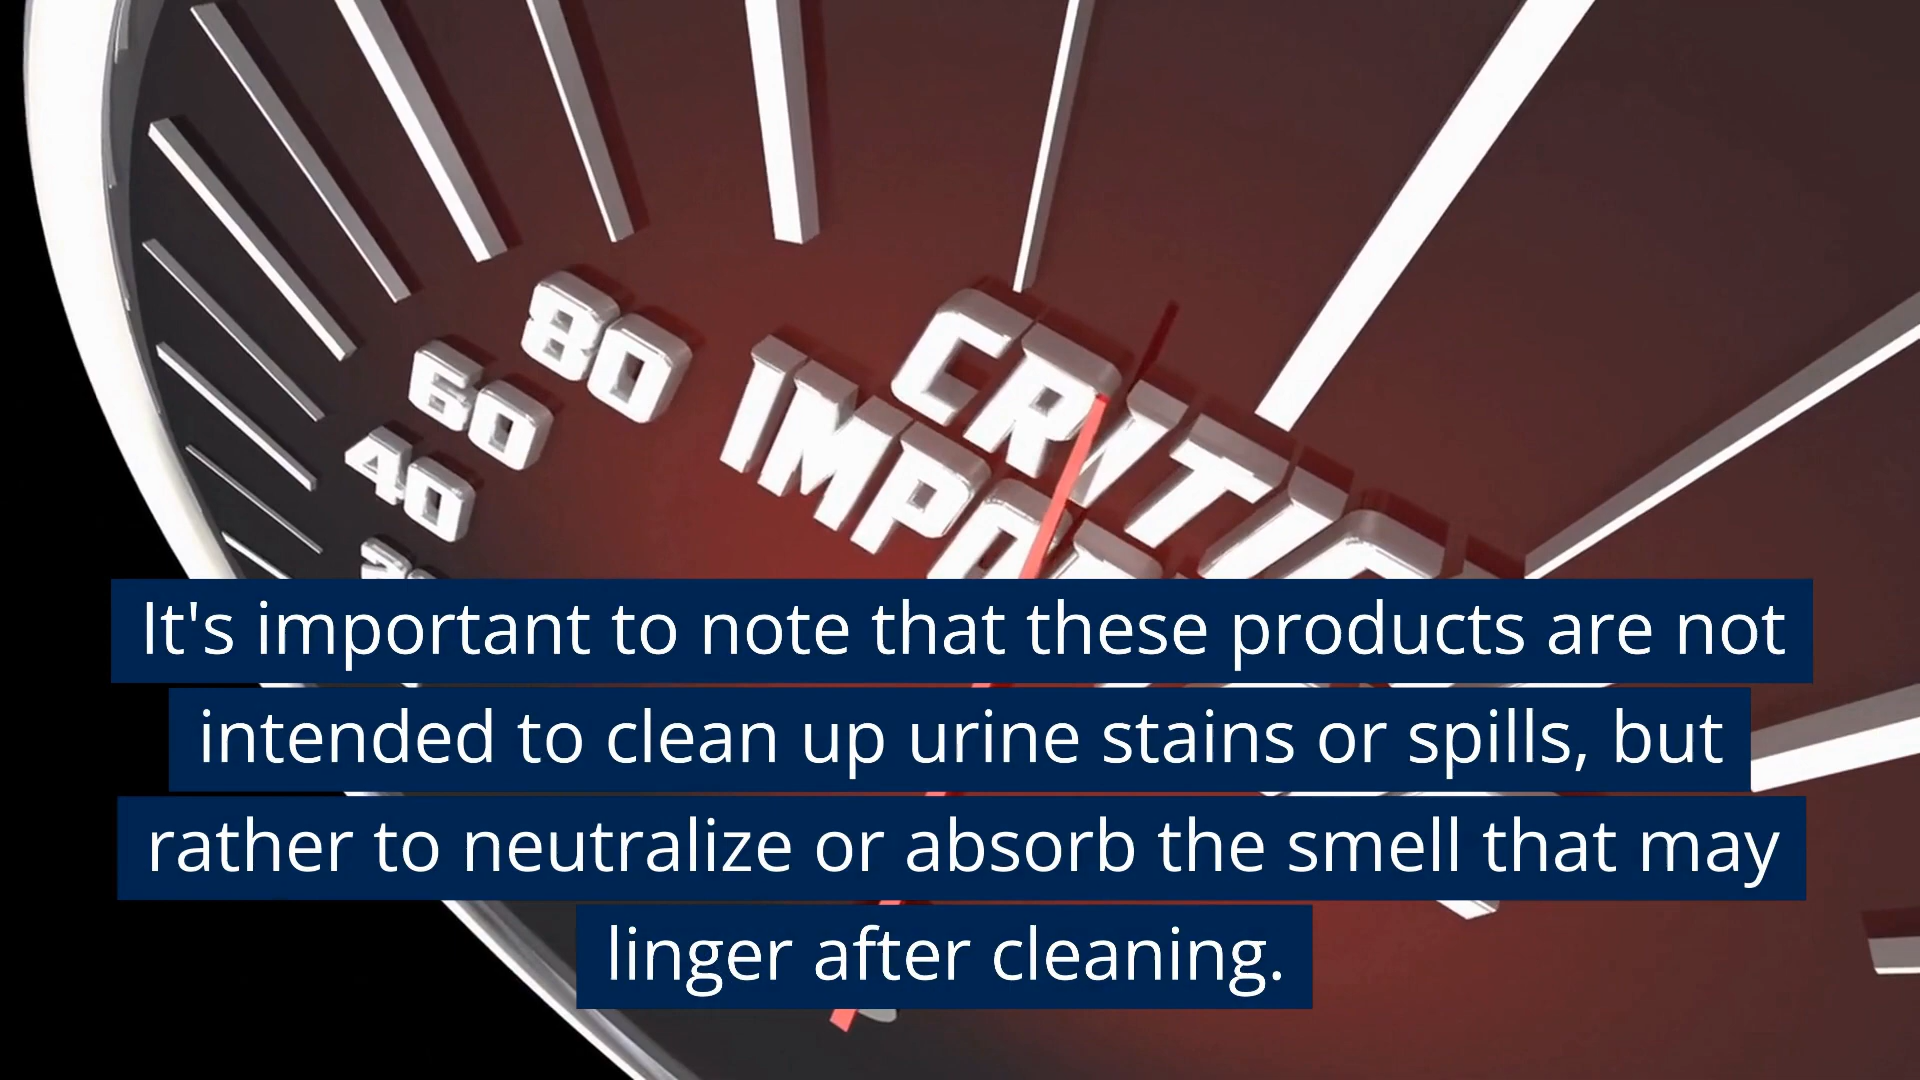 80
60
40
It's important to note that these products are not
intended to clean up urine stains or spills, but
rather to neutralize or absorb the smell that may
linger after cleaning.